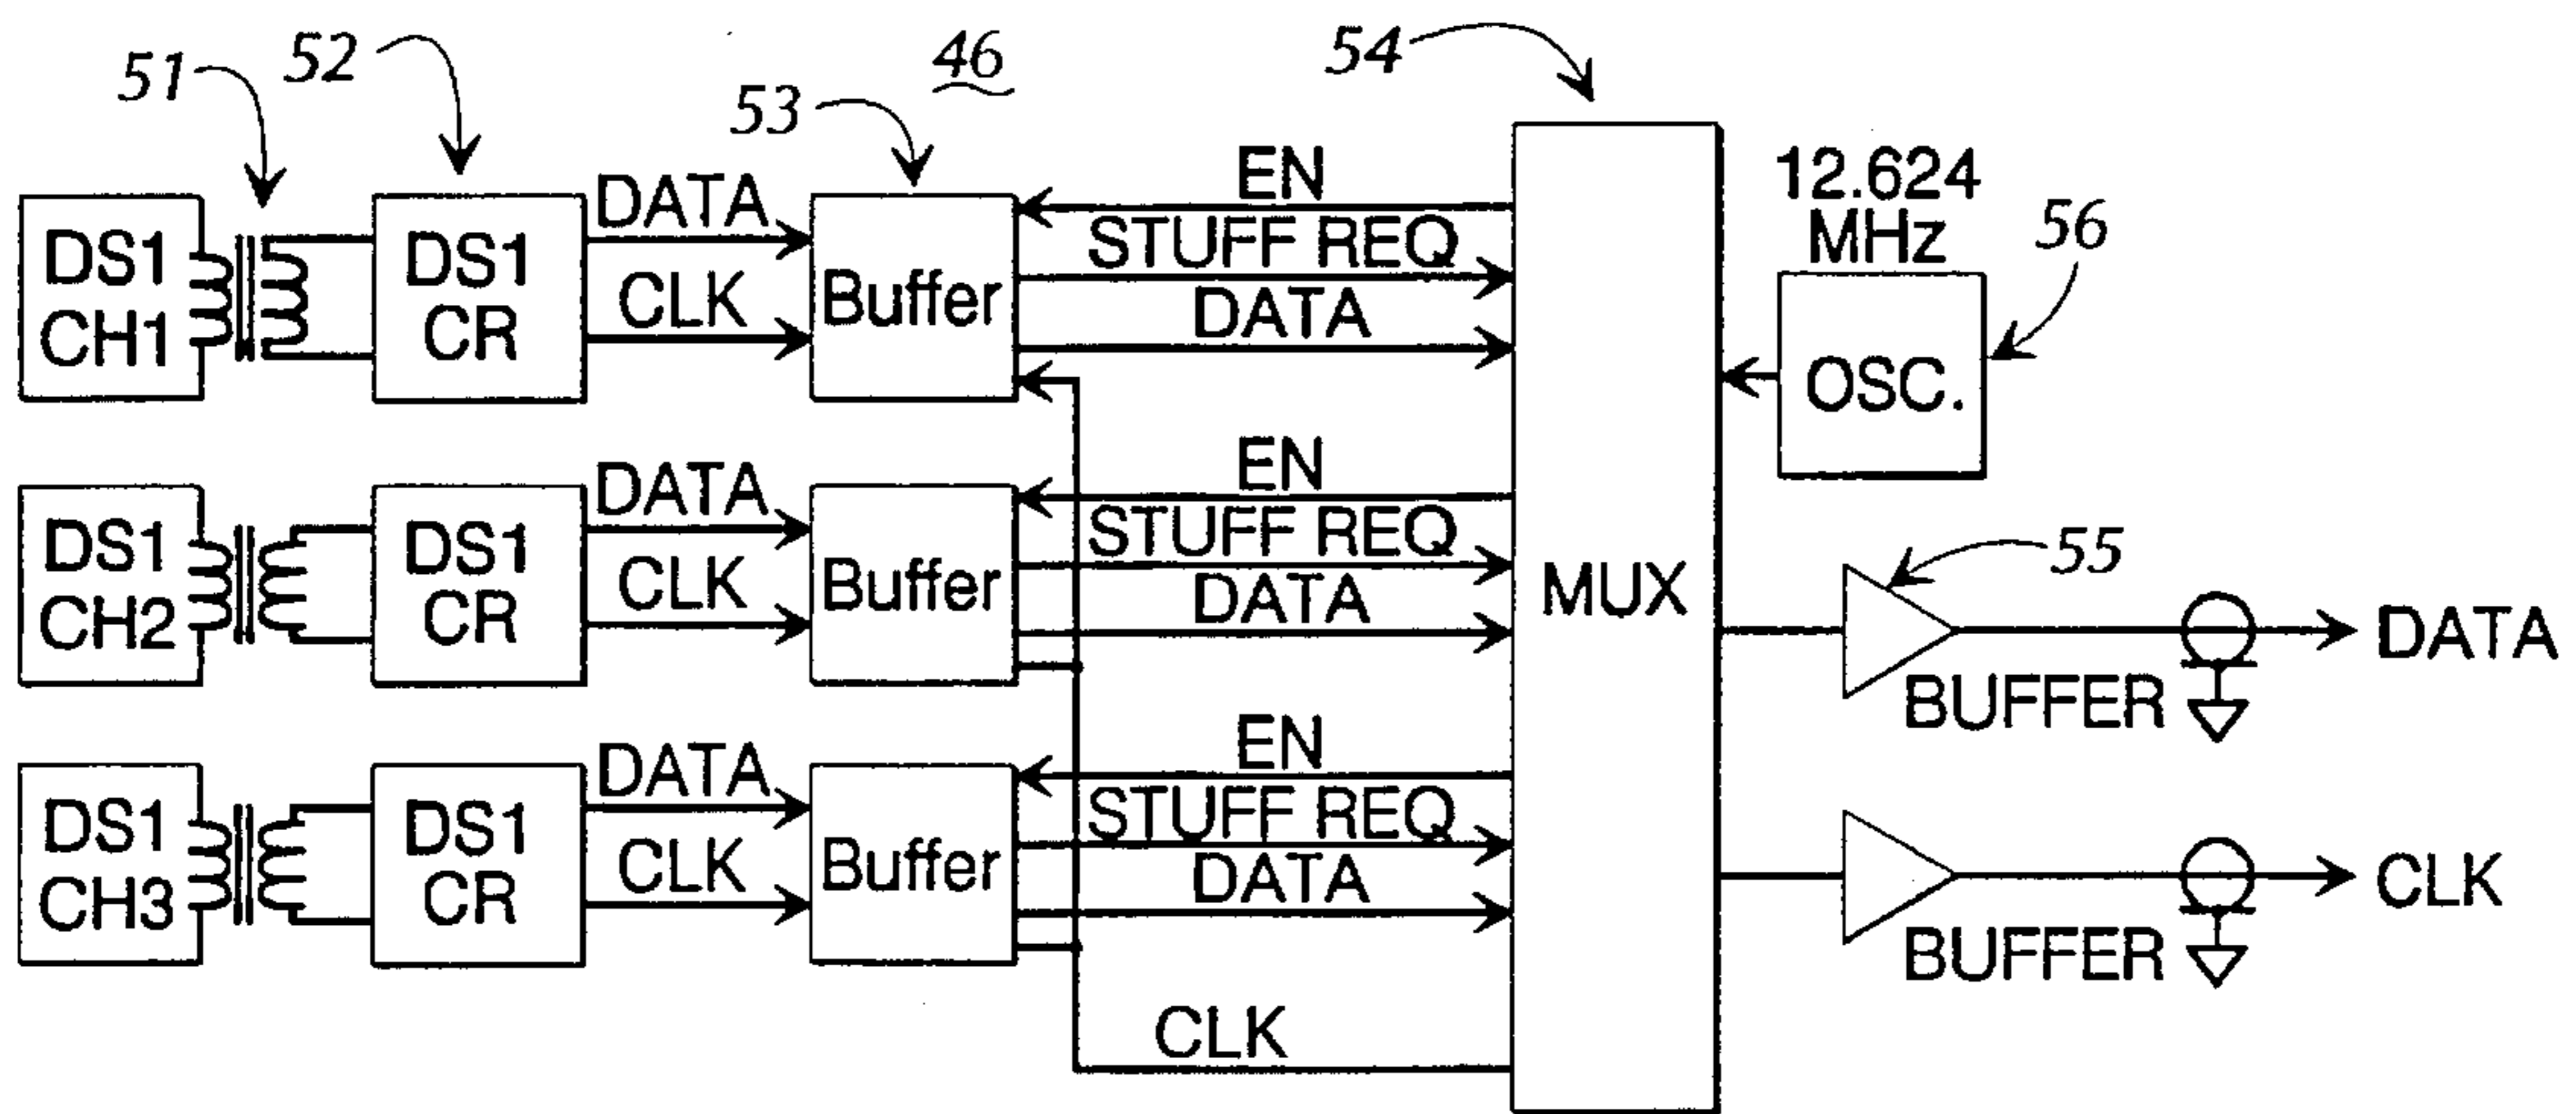 51
52
53
46
54
12.624
MHz
56
OSC.
DS1
CH1
DS1
CR
DATA
CLK
Buffer
EN
STUFF REQ
DATA
DS1
CH2
DS1
CR
DATA
CLK
Buffer
EN
STUFF REQ
DATA
MUX
55
BUFFER
DATA
DS1
CH3
DS1
CR
DATA
CLK
Buffer
EN
STUFF REQ
DATA
BUFFER
CLK
CLK